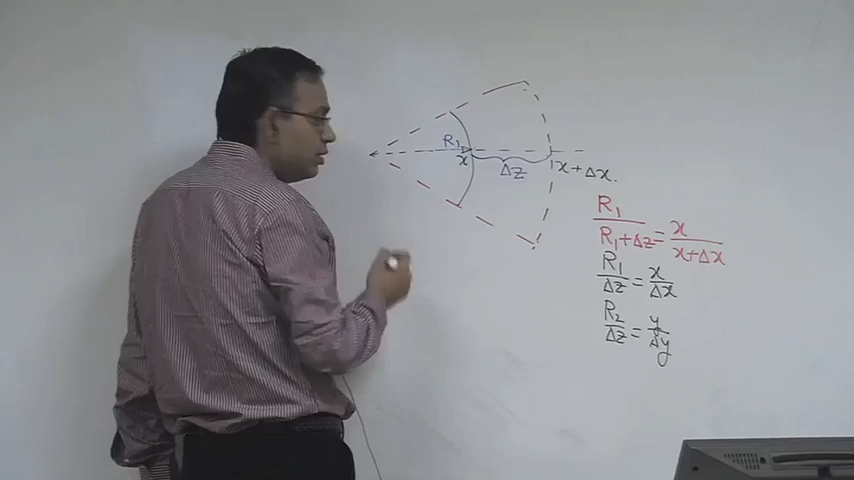 R₁
x
Δz
x+Δx.
R₁/R₁+Δz = x/x+Δx
R₁/Δz = x/Δx
R₂/Δz = y/Δy